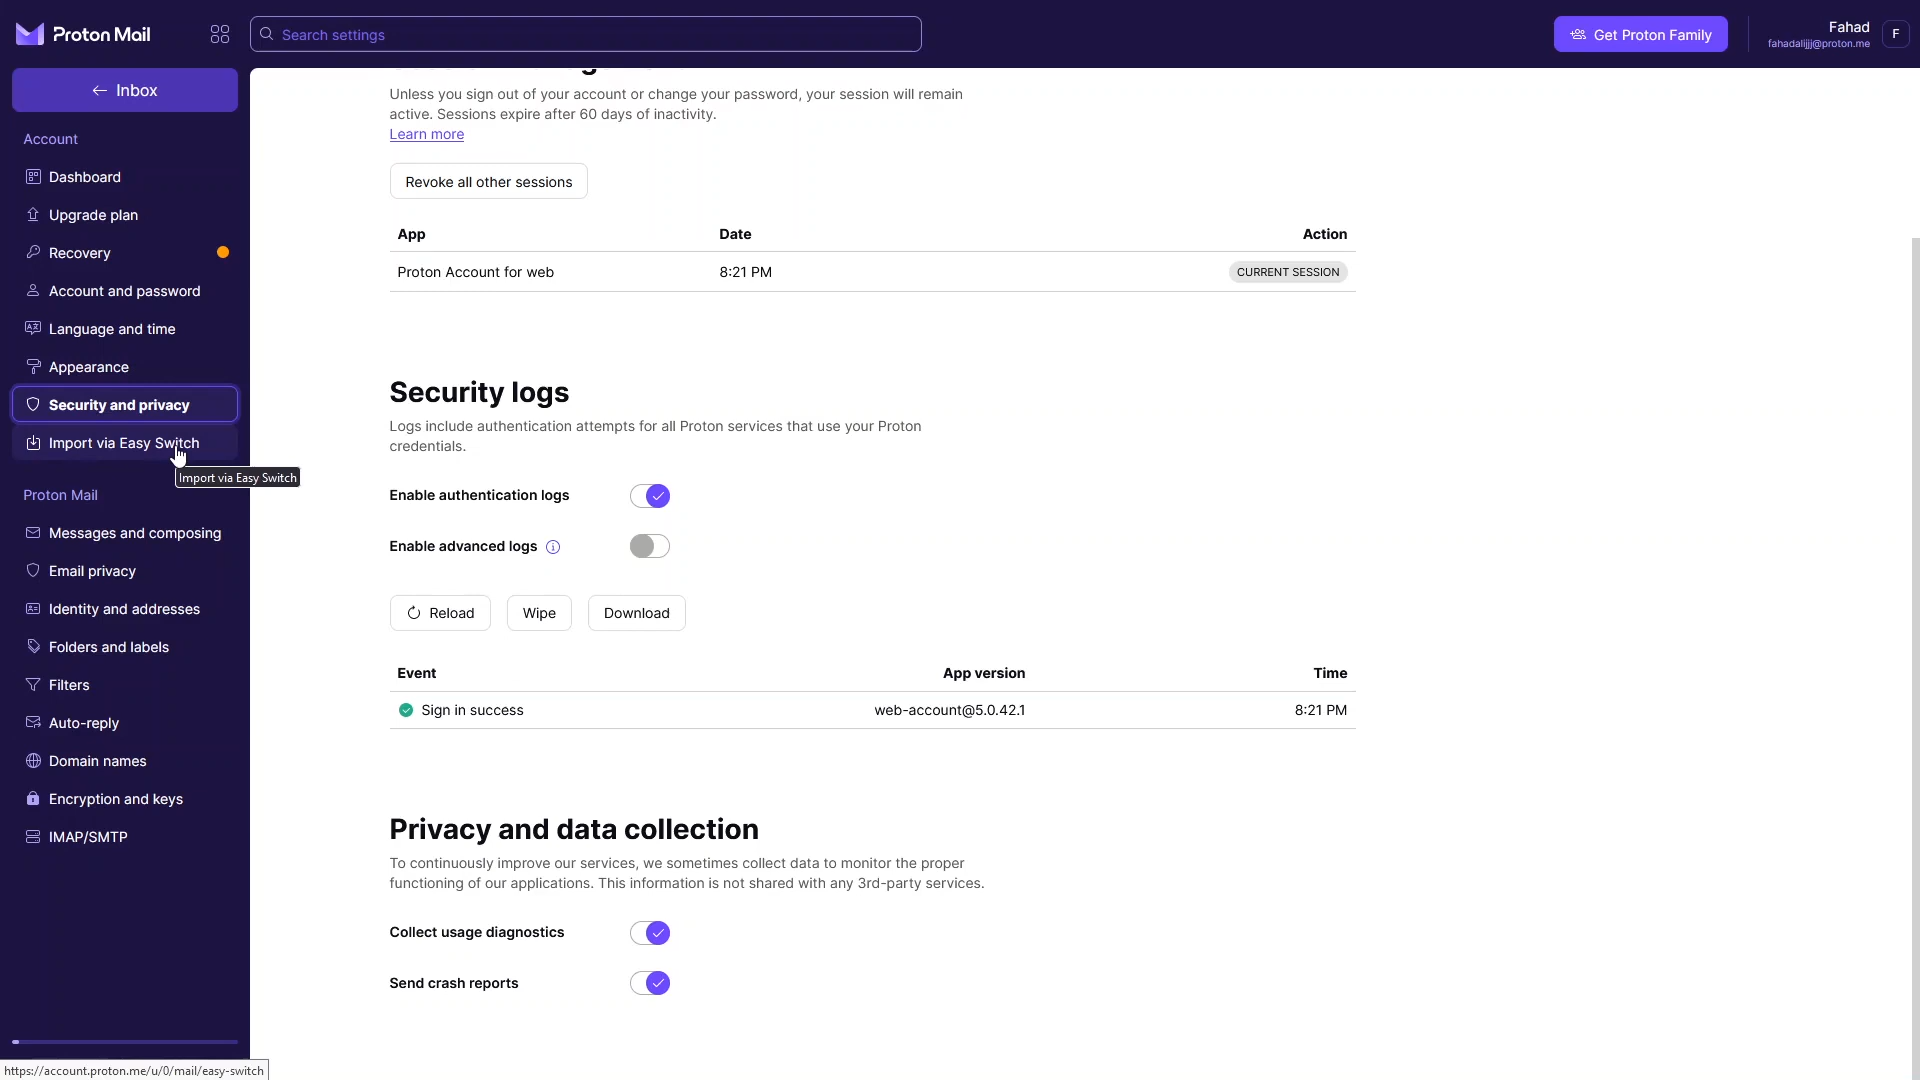 Proton Mail
Search settings
Get Proton Family
Fahad
fahadalijjj@proton.me
F
Inbox
Account
Dashboard
Upgrade plan
Recovery
Account and password
Language and time
Appearance
Security and privacy
Import via Easy Switch
Import via Easy Switch
Proton Mail
Messages and composing
Email privacy
Identity and addresses
Folders and labels
Filters
Auto-reply
Domain names
Encryption and keys
IMAP/SMTP
https://account.proton.me/u/0/mail/easy-switch
Unless you sign out of your account or change your password, your session will remain
active. Sessions expire after 60 days of inactivity.
Learn more
Revoke all other sessions
App Date Action
Proton Account for web 8:21 PM CURRENT SESSION
Security logs
Logs include authentication attempts for all Proton services that use your Proton
credentials.
Enable authentication logs
Enable advanced logs
Reload Wipe Download
Event App version Time
Sign in success web-account@5.0.42.1 8:21 PM
Privacy and data collection
To continuously improve our services, we sometimes collect data to monitor the proper
functioning of our applications. This information is not shared with any 3rd-party services.
Collect usage diagnostics
Send crash reports